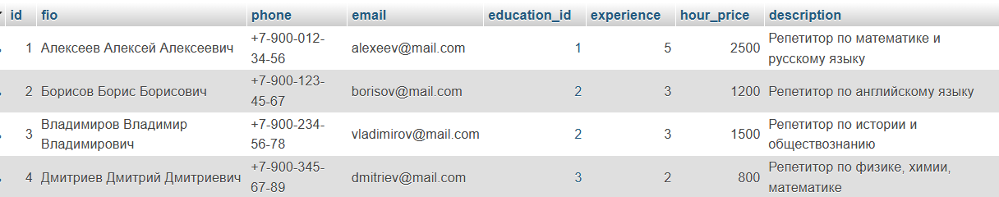 id fio phone email education_id experience hour_price description
1 Алексеев Алексей Алексеевич +7-900-012-34-56 alexeev@mail.com 1 5 2500 Репетитор по математике и русскому языку
2 Борисов Борис Борисович +7-900-123-45-67 borisov@mail.com 2 3 1200 Репетитор по английскому языку
3 Владимиров Владимир Владимирович +7-900-234-56-78 vladimirov@mail.com 2 3 1500 Репетитор по истории и обществознанию
4 Дмитриев Дмитрий Дмитриевич +7-900-345-67-89 dmitriev@mail.com 3 2 800 Репетитор по физике, химии, математике